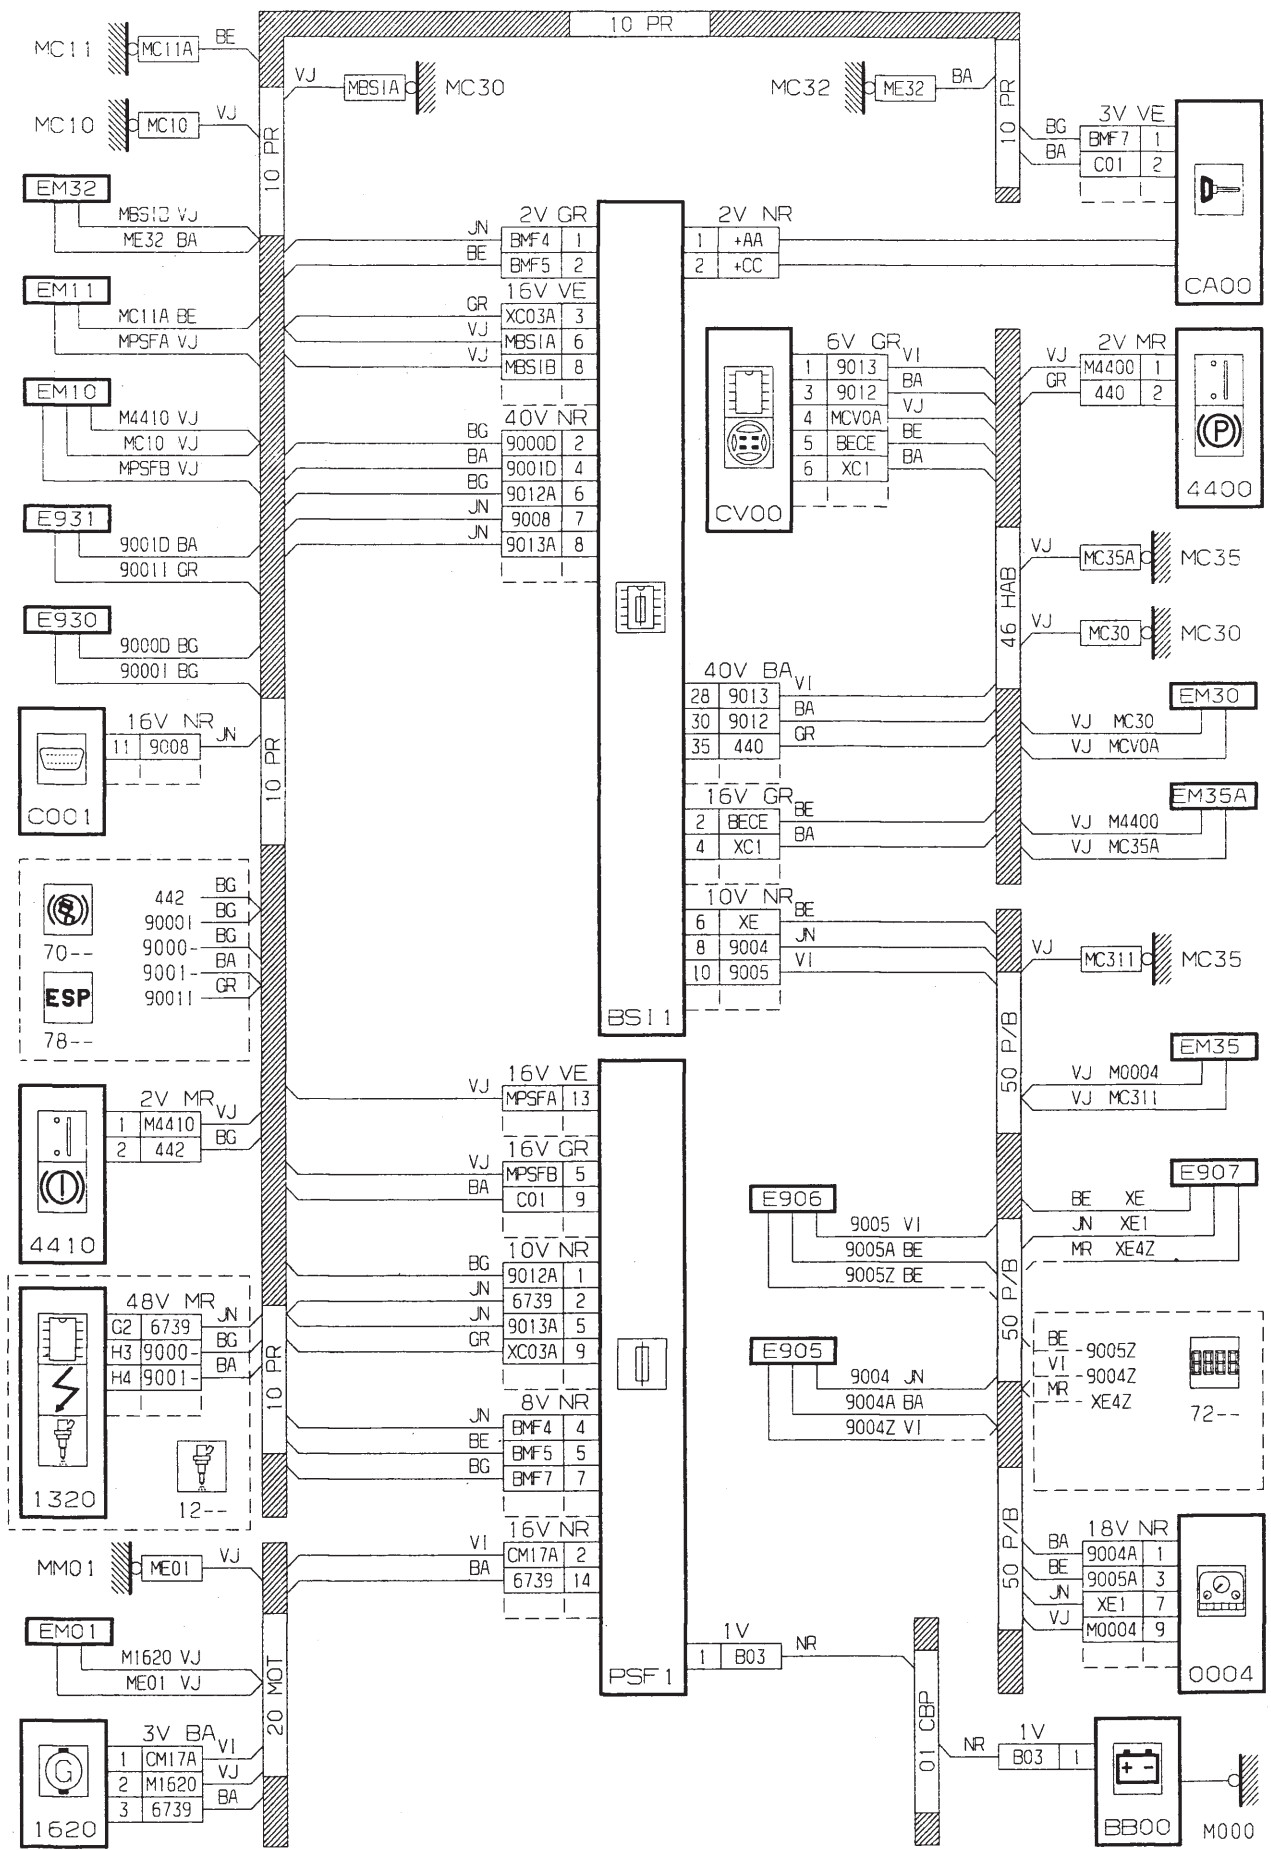 10 PR
MC11 MC11A BE
VJ MBSIA MC30
MC32 ME32 BA
10 PR
MC10 MC10 VJ
10 PR
3V VE
BG BMF7 1
BA C01 2
CA00
EM32
VJ
ME32 BA
2V GR
JN BMF4 1
BE BMF5 2
2V NR
1 +AA
2 +CC
EM11
MC11A BE
MPSFA VJ
16V VE
GR XC03A 3
VJ MBSIA 6
VJ MBSIB 8
EM10
M4410 VJ
MC10 VJ
MPSFB VJ
40V NR
BG 9000D 2
BA 9001D 4
BG 9012A 6
JN 9008 7
JN 9013A 8
CV00
6V GR
1 9013 VI
3 9012 BA
4 MCV0A VJ
5 BECE BE
6 XC1 BA
2V MR
VJ M4400 1
GR 440 2
4400
E931
9001D BA
9001I GR
46 HAB
VJ MC35A MC35
VJ MC30 MC30
E930
9000D BG
9000I BG
40V BA
28 9013 VI
30 9012 BA
35 440 GR
EM30
VJ MC30
VJ MCV0A
16V NR
11 9008 JN
C001
10 PR
16V GR
2 BECE BE
4 XC1 BA
EM35A
VJ M4400
VJ MC35A
442 BG
9000I BG
9000- BG
9001- BA
9001I GR
70--
ESP
78--
10V NR
6 XE BE
8 9004 JN
10 9005 VI
BSI1
VJ MC311 MC35
50 P/B
EM35
VJ M0004
VJ MC311
2V MR
1 M4410 VJ
2 442 BG
4410
16V VE
VJ MPSFA 13
16V GR
VJ MPSFB 5
BA C01 9
E906
9005 VI
9005A BE
9005Z BE
50 P/B
E907
BE XE
JN XE1
MR XE4Z
10V NR
BG 9012A 1
JN 6739 2
JN 9013A 5
GR XC03A 9
48V MR
G2 6739 JN
H3 9000- BG
H4 9001- BA
1320
12--
10 PR
E905
9004 JN
9004A BA
9004Z VI
BE 9005Z
VI 9004Z
MR XE4Z
72--
8V NR
JN BMF4 4
BE BMF5 5
BG BMF7 7
16V NR
VI CM17A 2
BA 6739 14
MM01 ME01 VJ
50 P/B
18V NR
BA 9004A 1
BE 9005A 3
JN XE1 7
VJ M0004 9
0004
EM01
M1620 VJ
ME01 VJ
20 MOT
PSF1
1V
1 B03 NR
01 CBP
3V BA
1 CM17A VI
2 M1620 VJ
3 6739 BA
G
1620
1V
NR B03 1
+ -
BB00
M000